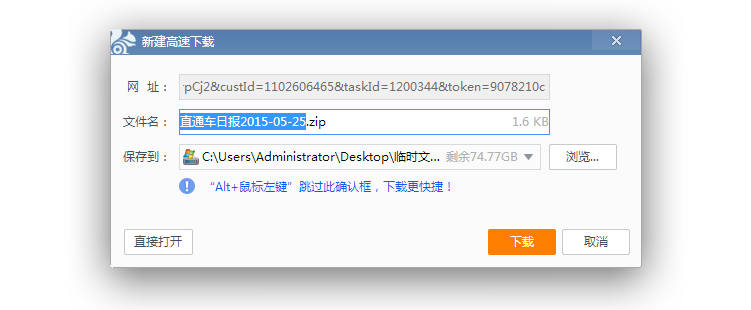 新建高速下载
网 址： rpCj2&custId=1102606465&taskId=1200344&token=9078210c
文件名： 直通车日报2015-05-25.zip 1.6 KB
保存到： C:\Users\Administrator\Desktop\临时文... 剩余74.77GB 浏览...
“Alt+鼠标左键”跳过此确认框，下载更快捷！
直接打开 下载 取消